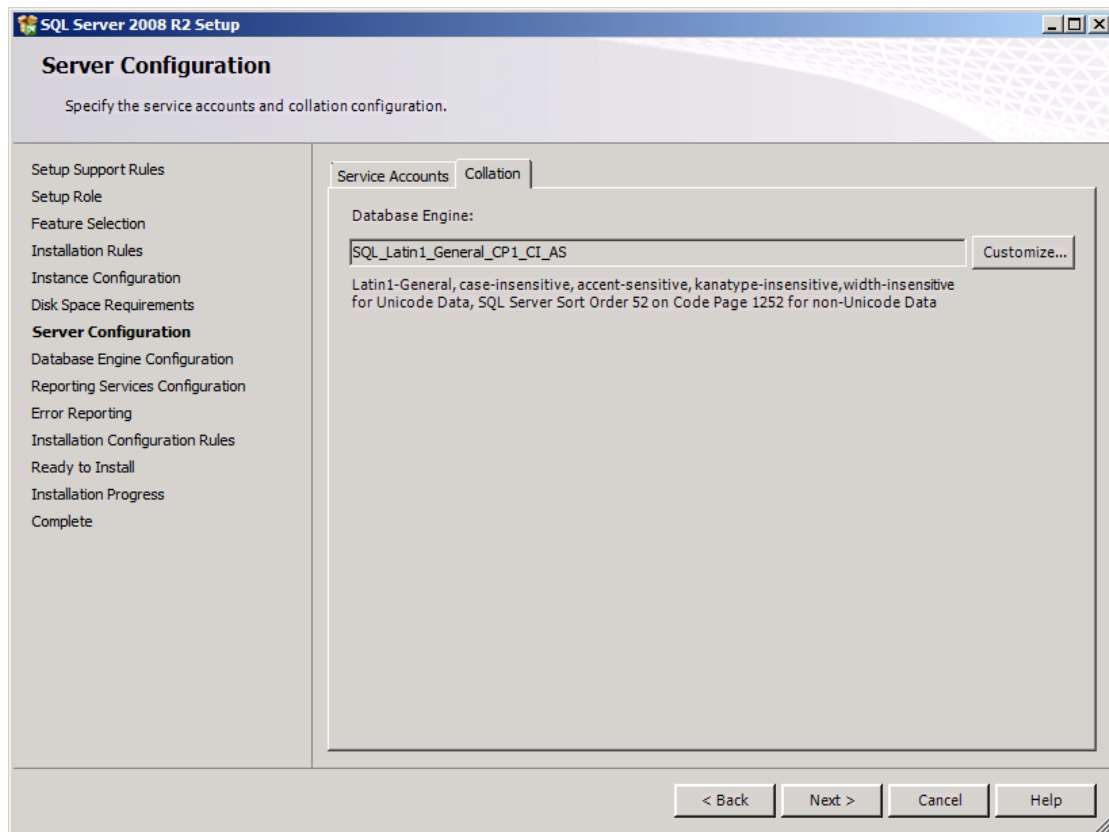 SQL Server 2008 R2 Setup
Server Configuration
Specify the service accounts and collation configuration.
Setup Support Rules
Setup Role
Feature Selection
Installation Rules
Instance Configuration
Disk Space Requirements
Server Configuration
Database Engine Configuration
Reporting Services Configuration
Error Reporting
Installation Configuration Rules
Ready to Install
Installation Progress
Complete
Service Accounts Collation
Database Engine:
SQL_Latin1_General_CP1_CI_AS Customize...
Latin1-General, case-insensitive, accent-sensitive, kanatype-insensitive,width-insensitive
for Unicode Data, SQL Server Sort Order 52 on Code Page 1252 for non-Unicode Data
< Back Next > Cancel Help